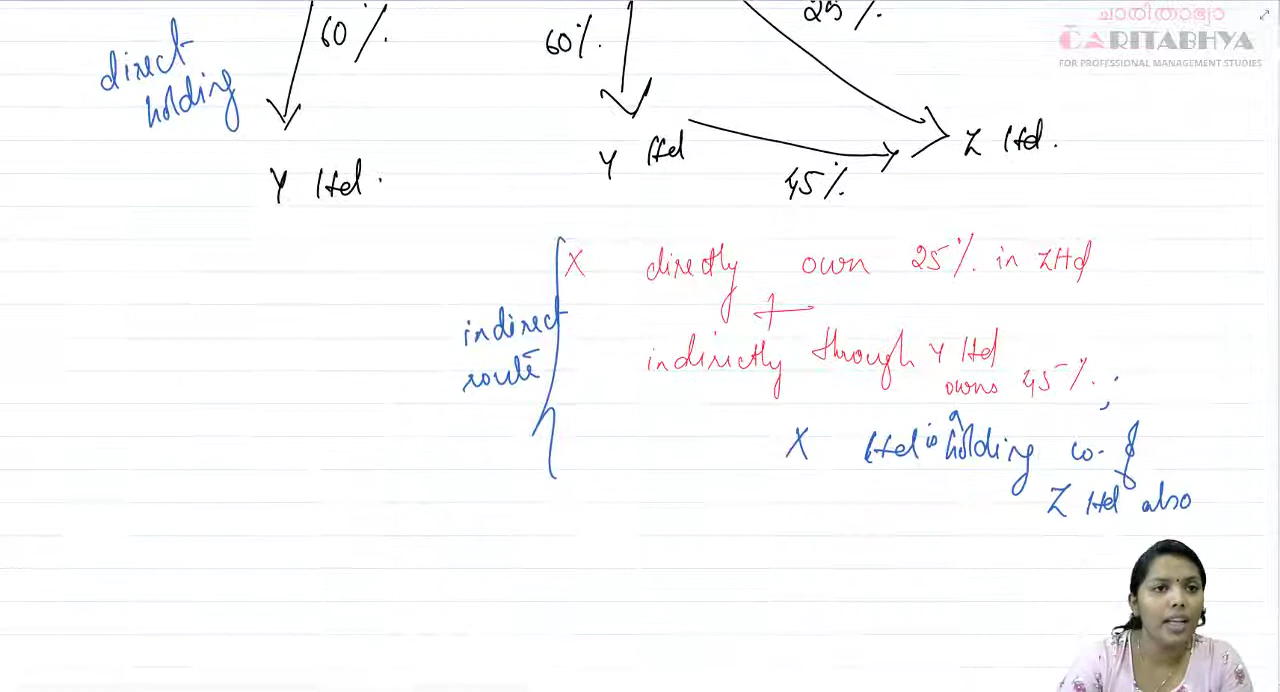 ചാരിതാഭ്യാ
CARITABHYA
FOR PROFESSIONAL MANAGEMENT STUDIES
25%.
60%.
60%.
direct
holding
Z ltd.
Y ltd
45%.
Y ltd.
X directly own 25%. in Z ltd
+
indirectly through Y ltd
owns 45%. ;
indirect
route
X ltd is a holding co. of
Z ltd also